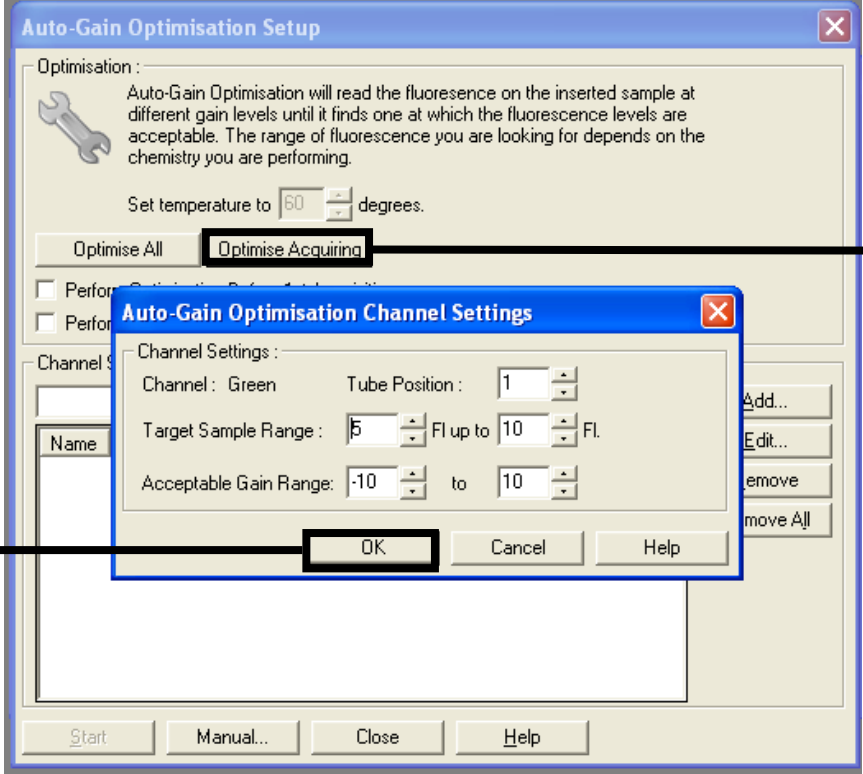 Auto-Gain Optimisation Setup
Optimisation :
Auto-Gain Optimisation will read the fluoresence on the inserted sample at
different gain levels until it finds one at which the fluorescence levels are
acceptable. The range of fluorescence you are looking for depends on the
chemistry you are performing.
Set temperature to 60 degrees.
Optimise All Optimise Acquiring
Auto-Gain Optimisation Channel Settings
Channel Settings :
Channel : Green Tube Position : 1
Target Sample Range : 5 Fl up to 10 Fl.
Acceptable Gain Range: -10 to 10
OK Cancel Help
Channel
Name
Add...
Edit...
emove
move All
Start Manual... Close Help